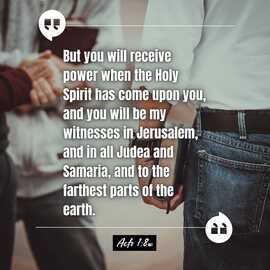 But you will receive
power when the Holy
Spirit has come upon you,
and you will be my
witnesses in Jerusalem,
and in all Judea and
Samaria, and to the
farthest parts of the
earth.
Acts 1:8